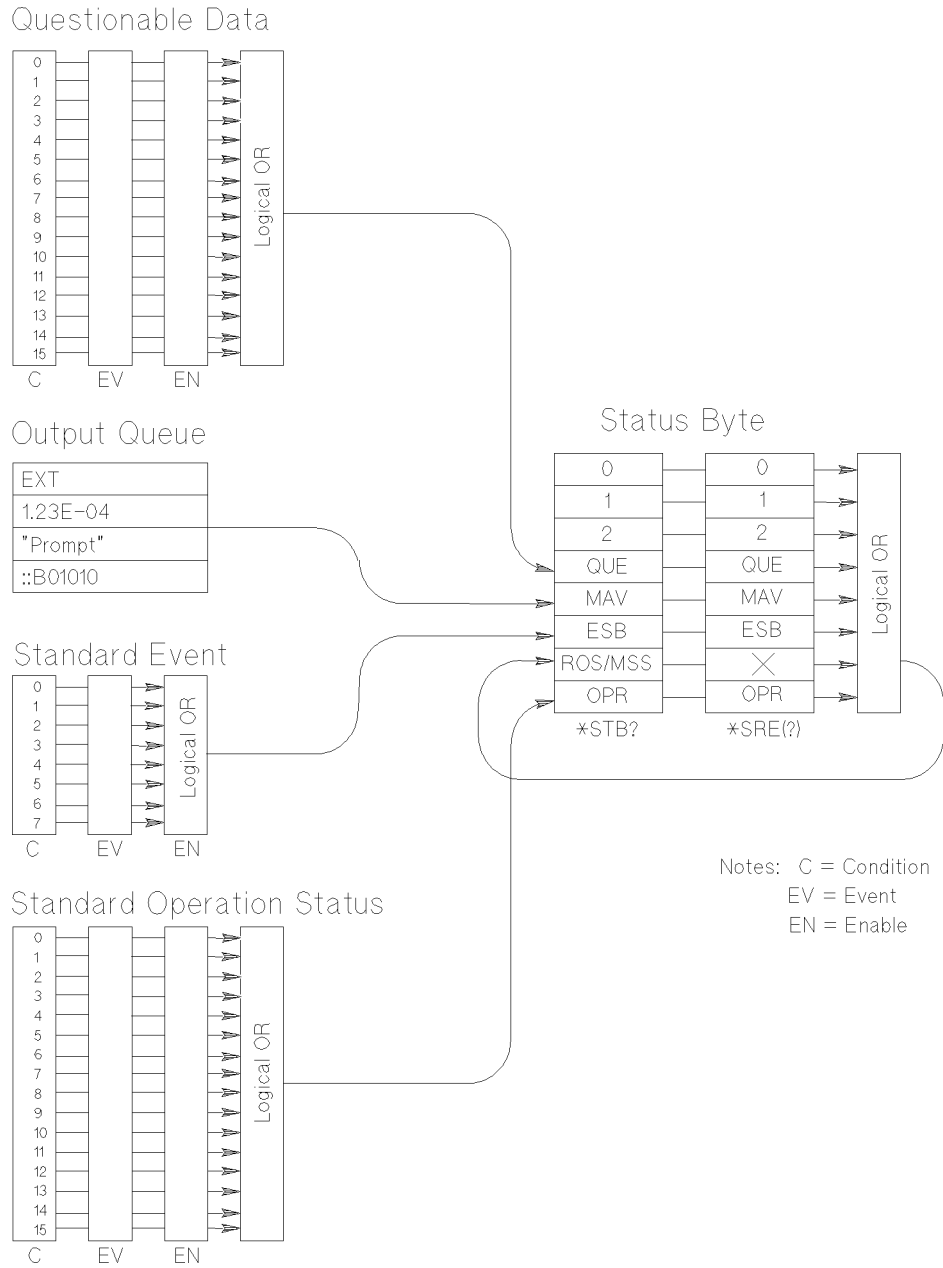 Questionable Data
0
1
2
3
4
5
6
7
8
9
10
11
12
13
14
15
Logical OR
C EV EN
Output Queue
EXT
1.23E-04
"Prompt"
::B01010
Standard Event
0
1
2
3
4
5
6
7
Logical OR
C EV EN
Standard Operation Status
0
1
2
3
4
5
6
7
8
9
10
11
12
13
14
15
Logical OR
C EV EN
Status Byte
0 0
1 1
2 2
QUE QUE
MAV MAV
ESB ESB
ROS/MSS
OPR OPR
Logical OR
*STB? *SRE(?)
Notes: C = Condition
EV = Event
EN = Enable